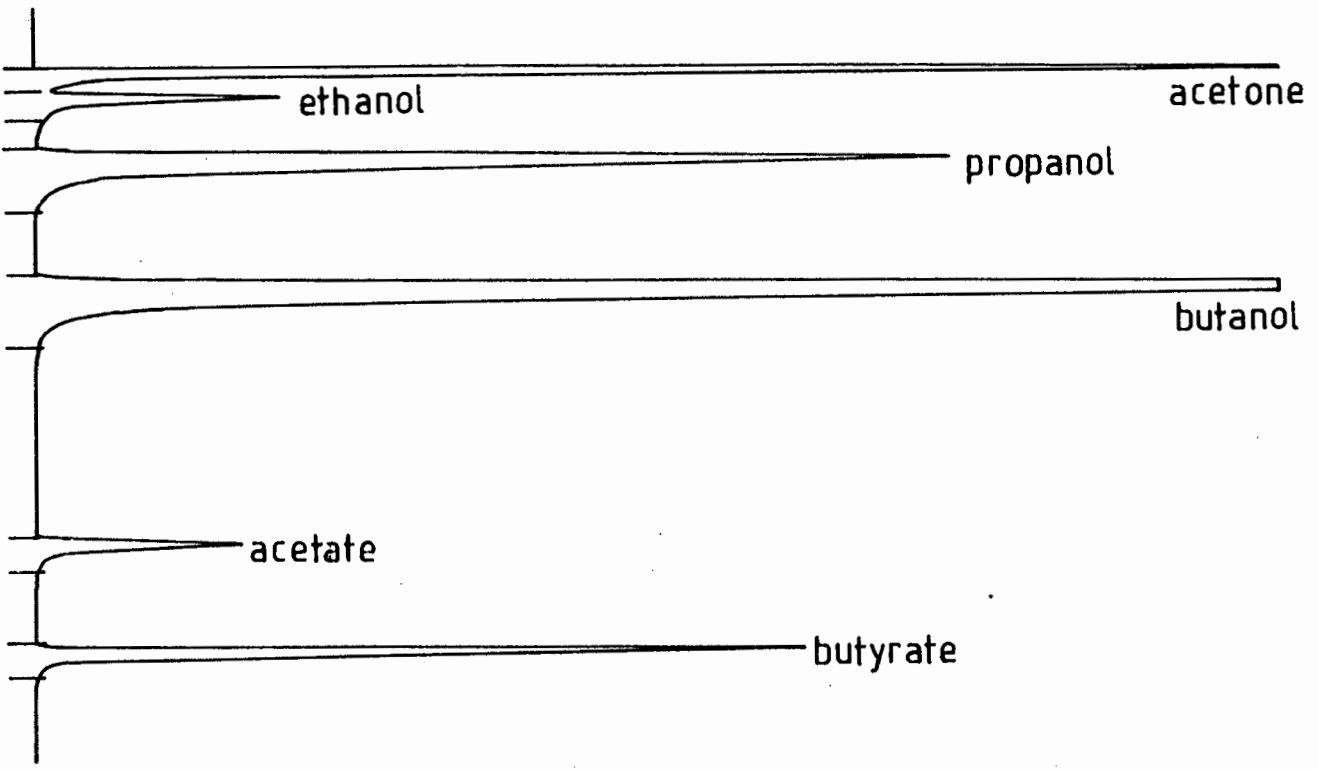 acetone
ethanol
propanol
butanol
acetate
butyrate